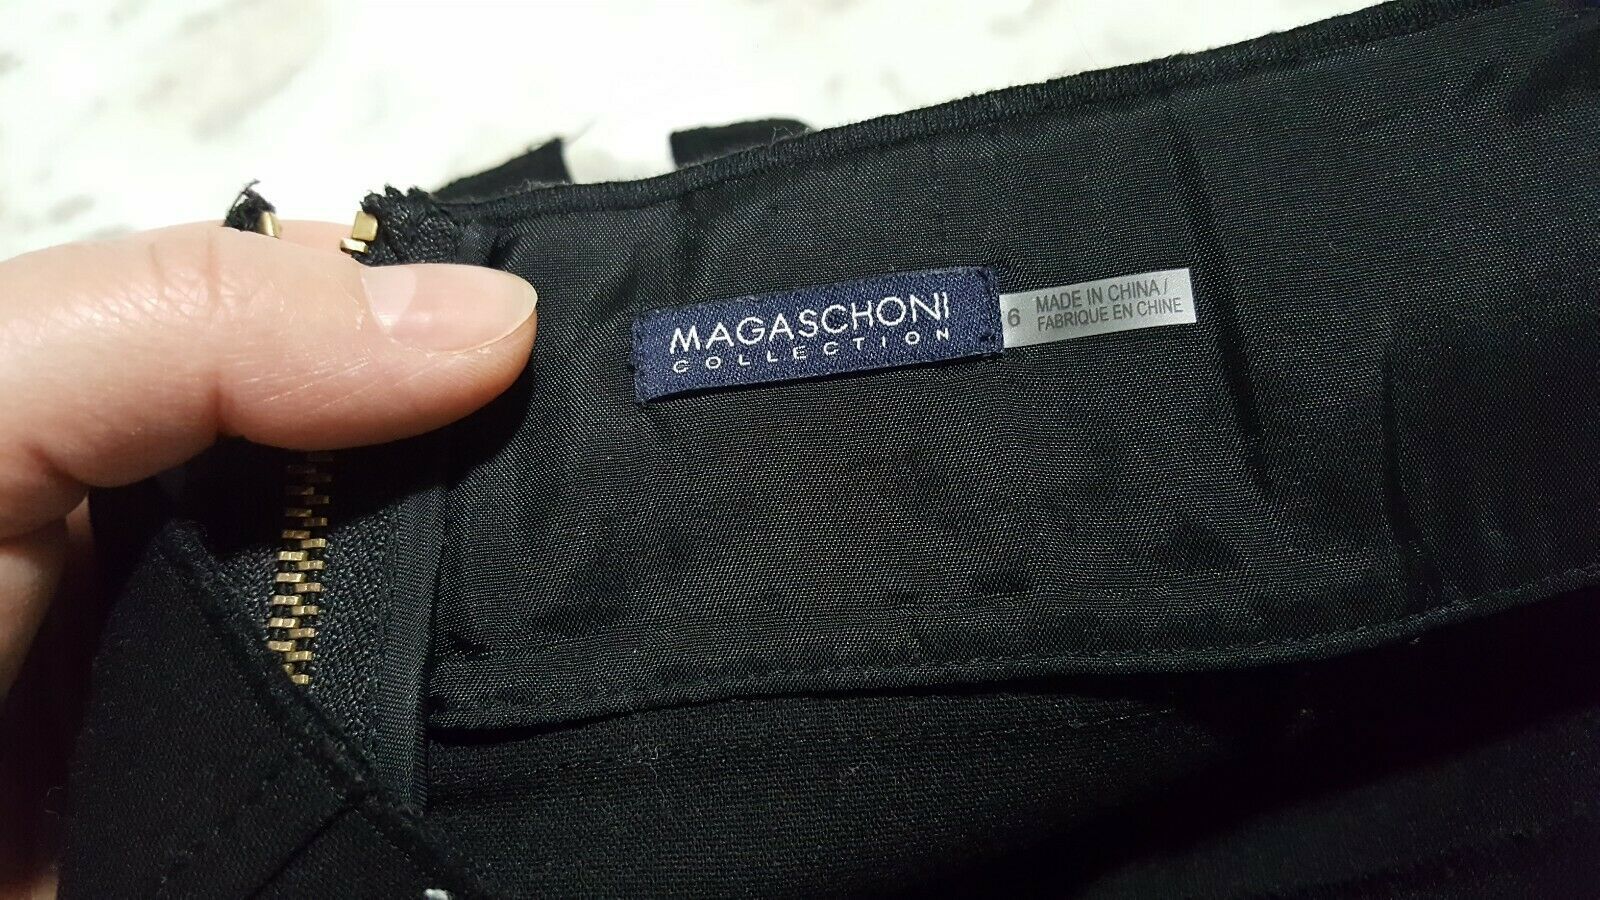 MAGASCHONI
COLLECTION
6
MADE IN CHINA /
FABRIQUE EN CHINE